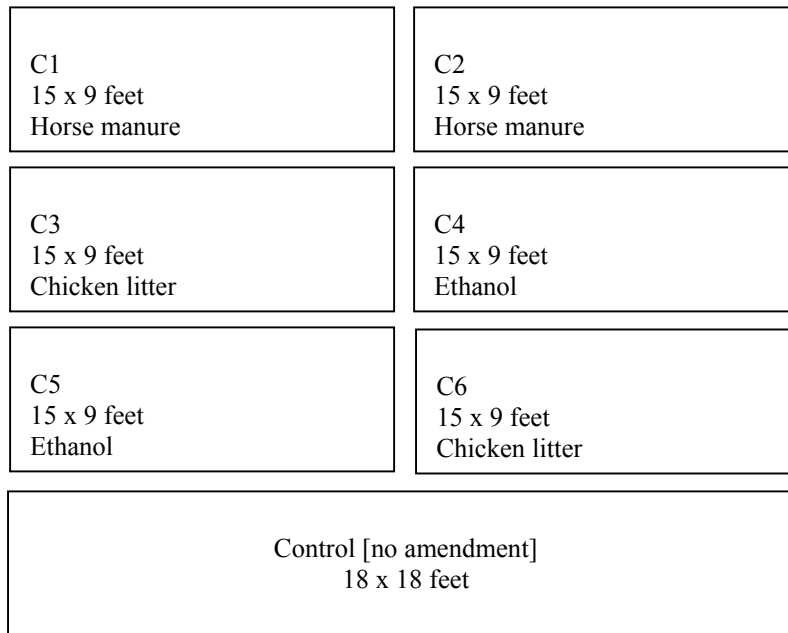 C1
15 x 9 feet
Horse manure
C2
15 x 9 feet
Horse manure
C3
15 x 9 feet
Chicken litter
C4
15 x 9 feet
Ethanol
C5
15 x 9 feet
Ethanol
C6
15 x 9 feet
Chicken litter
Control [no amendment]
18 x 18 feet